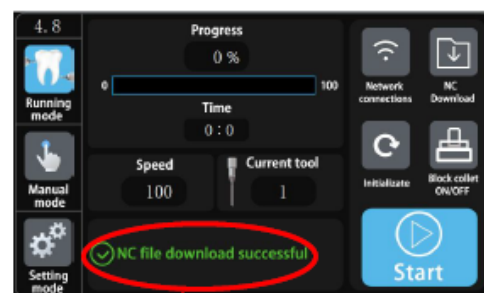 4.8
Running
mode
Manual
mode
Setting
mode
Progress
0 %
0
100
Time
0:0
Speed
100
Current tool
1
NC file download successful
Network
connections
NC
Download
Initializate
Block collet
ON/OFF
Start